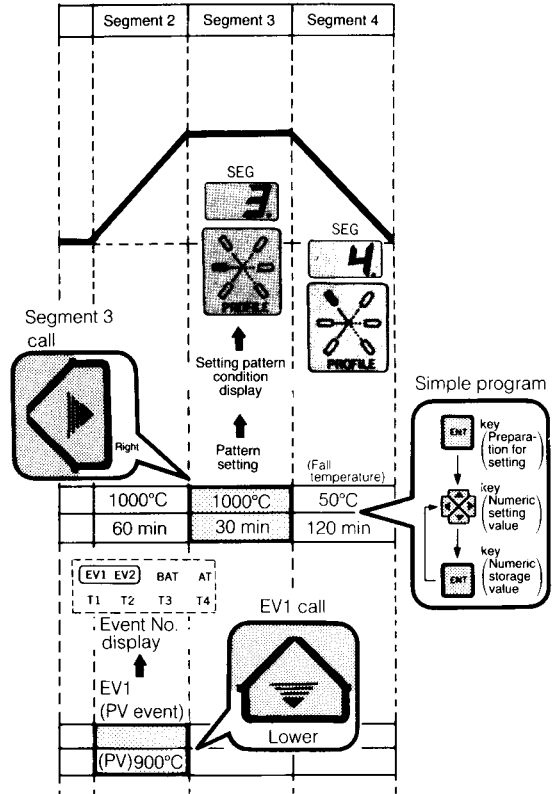 Segment 2 Segment 3 Segment 4
SEG
3.
PROFILE
SEG
4.
PROFILE
Segment 3
call
Right
Setting pattern
condition
display
Pattern
setting
(Fall
temperature)
1000°C 1000°C 50°C
60 min 30 min 120 min
Simple program
ENT key
(Prepara-
tion for
setting)
key
(Numeric
setting
value)
ENT key
(Numeric
storage
value)
EV1 EV2 BAT AT
T1 T2 T3 T4
Event No.
display
EV1 call
Lower
EV1
(PV event)
(PV)900°C